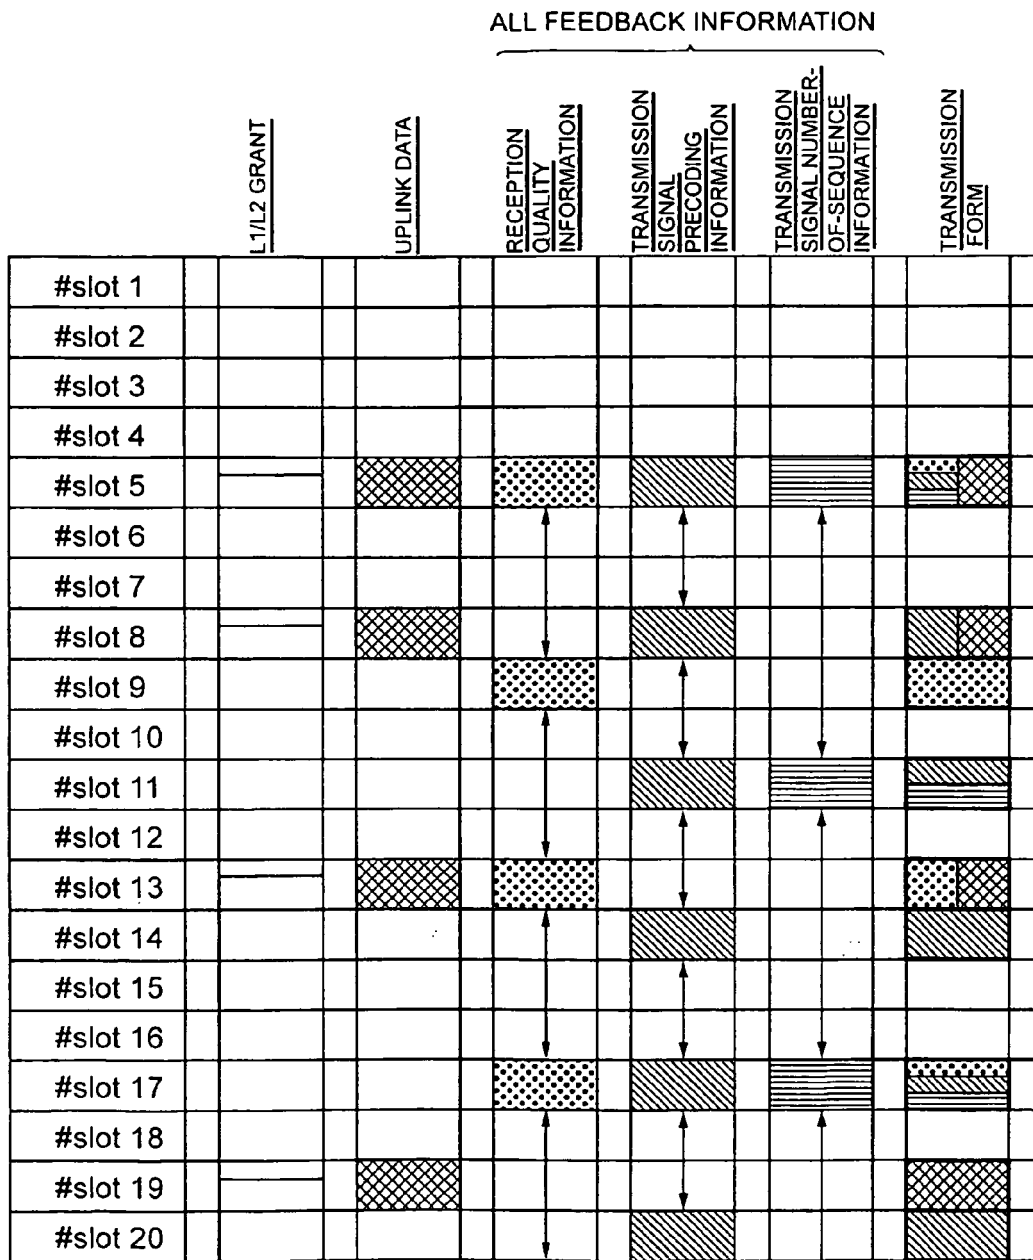 ALL FEEDBACK INFORMATION
L1/L2 GRANT
UPLINK DATA
RECEPTION
QUALITY
INFORMATION
TRANSMISSION
SIGNAL
PRECODING
INFORMATION
TRANSMISSION
SIGNAL NUMBER-
OF-SEQUENCE
INFORMATION
TRANSMISSION
FORM
#slot 1
#slot 2
#slot 3
#slot 4
#slot 5
#slot 6
#slot 7
#slot 8
#slot 9
#slot 10
#slot 11
#slot 12
#slot 13
#slot 14
#slot 15
#slot 16
#slot 17
#slot 18
#slot 19
#slot 20